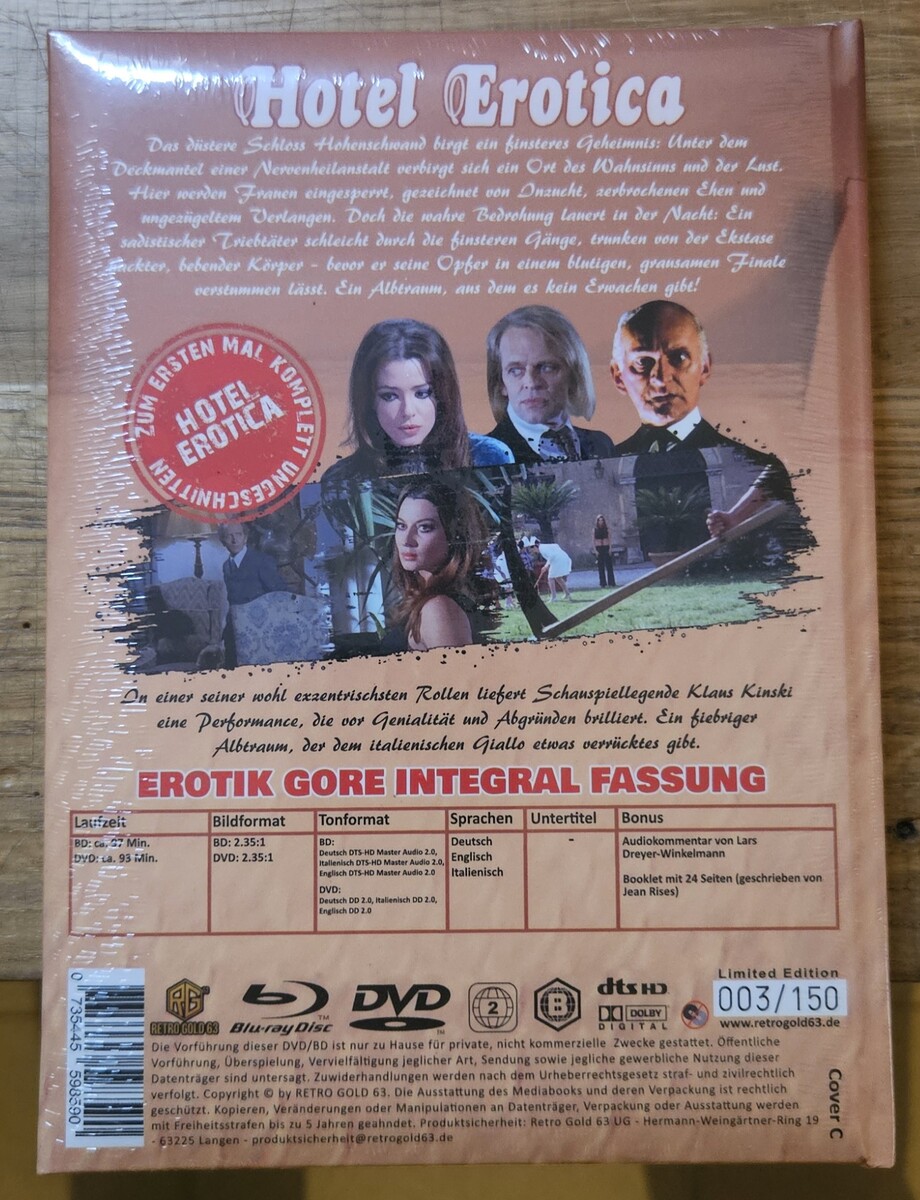 Hotel Erotica
Das düstere Schloss Hohenschwand birgt ein finsteres Geheimnis: Unter dem
Deckmantel einer Nervenheilanstalt verbirgt sich ein Ort des Wahnsinns und der Lust.
Hier werden Frauen eingesperrt, gezeichnet von Inzucht, zerbrochenen Ehen und
ungezügeltem Verlangen. Doch die wahre Bedrohung lauert in der Nacht: Ein
sadistischer Triebtäter schleicht durch die finsteren Gänge, trunken von der Ekstase
nackter, bebender Körper – bevor er seine Opfer in einem blutigen, grausamen Finale
verstummen lässt. Ein Albtraum, aus dem es kein Erwachen gibt!
ZUM ERSTEN MAL KOMPLETT UNGESCHNITTEN
HOTEL
EROTICA
In einer seiner wohl exzentrischsten Rollen liefert Schauspiellegende Klaus Kinski
eine Performance, die vor Genialität und Abgründen brilliert. Ein fiebriger
Albtraum, der dem italienischen Giallo etwas verrücktes gibt.
EROTIK GORE INTEGRAL FASSUNG
Laufzeit
BD: ca. 97 Min.
DVD: ca. 93 Min.
Bildformat
BD: 2.35:1
DVD: 2.35:1
Tonformat
BD:
Deutsch DTS-HD Master Audio 2.0,
Italienisch DTS-HD Master Audio 2.0,
Englisch DTS-HD Master Audio 2.0
DVD:
Deutsch DD 2.0, Italienisch DD 2.0,
Englisch DD 2.0
Sprachen
Deutsch
Englisch
Italienisch
Untertitel
-
Bonus
Audiokommentar von Lars
Dreyer-Winkelmann
Booklet mit 24 Seiten (geschrieben von
Jean Rises)
0 735445 598390
RG
RETRO GOLD 63
Blu-ray Disc™
DVD™
2
B
dts HD
DOLBY
DIGITAL
Limited Edition
003/150
www.retrogold63.de
Die Vorführung dieser DVD/BD ist nur zu Hause für private, nicht kommerzielle Zwecke gestattet. Öffentliche
Vorführung, Überspielung, Vervielfältigung jeglicher Art, Sendung sowie jegliche gewerbliche Nutzung dieser
Datenträger sind untersagt. Zuwiderhandlungen werden nach dem Urheberrechtsgesetz straf- und zivilrechtlich
verfolgt. Copyright © by RETRO GOLD 63. Die Ausstattung des Mediabooks und deren Verpackung ist rechtlich
geschützt. Kopieren, Veränderungen oder Manipulationen an Datenträger, Verpackung oder Ausstattung werden
mit Freiheitsstrafen bis zu 5 Jahren geahndet. Produktsicherheit: Retro Gold 63 UG - Hermann-Weingärtner-Ring 19
- 63225 Langen - produktsicherheit@retrogold63.de
Cover C